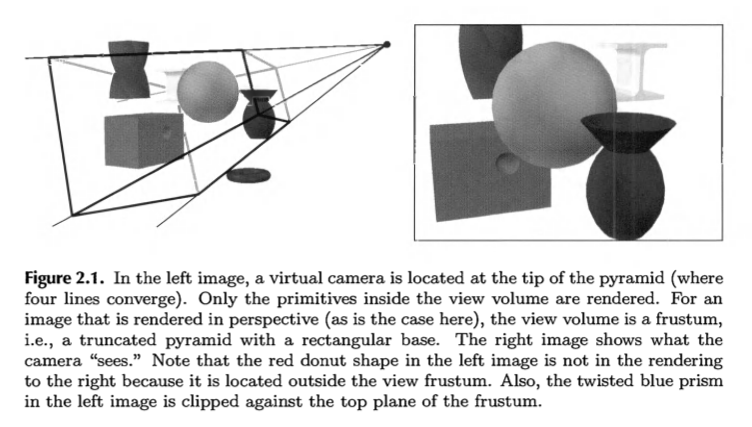 Figure 2.1. In the left image, a virtual camera is located at the tip of the pyramid (where
four lines converge). Only the primitives inside the view volume are rendered. For an
image that is rendered in perspective (as is the case here), the view volume is a frustum,
i.e., a truncated pyramid with a rectangular base. The right image shows what the
camera “sees.” Note that the red donut shape in the left image is not in the rendering
to the right because it is located outside the view frustum. Also, the twisted blue prism
in the left image is clipped against the top plane of the frustum.